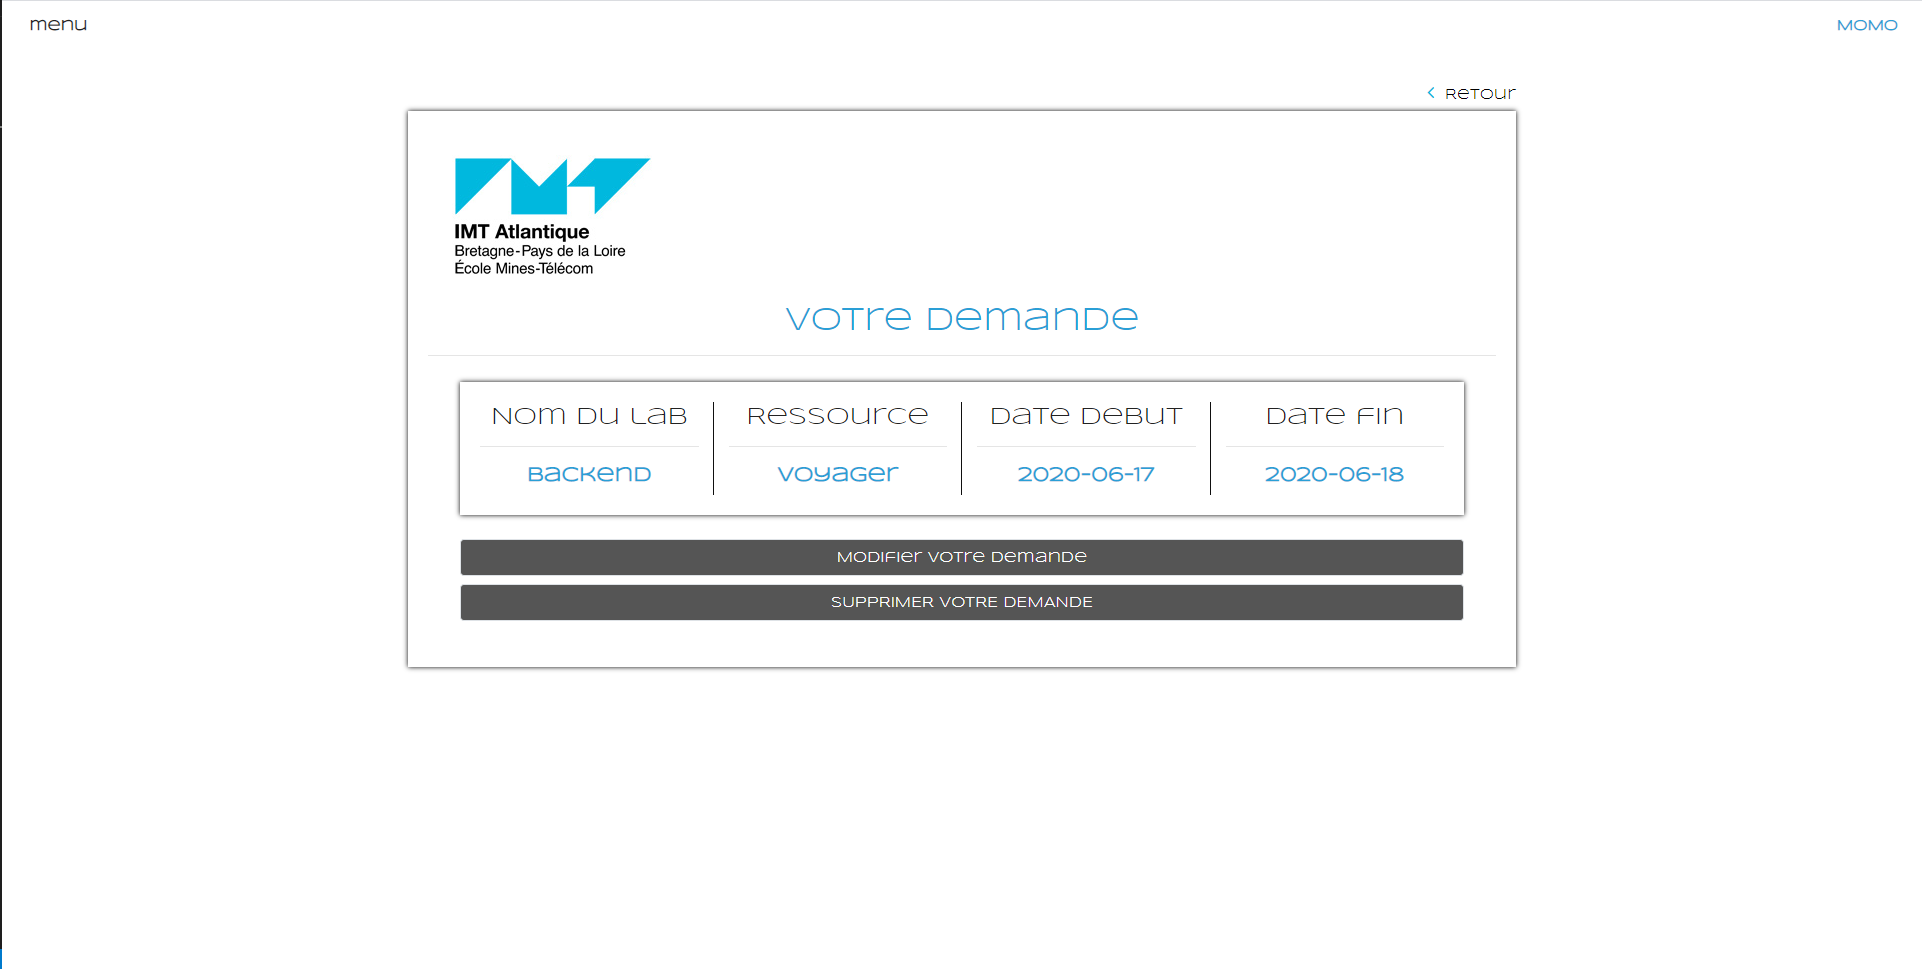 menu
MOMO
Retour
IMT Atlantique
Bretagne-Pays de la Loire
École Mines-Télécom
Votre Demande
Nom Du Lab
Ressource
Date Debut
Date Fin
Backend
Voyager
2020-06-17
2020-06-18
Modifier Votre Demande
SUPPRIMER VOTRE DEMANDE